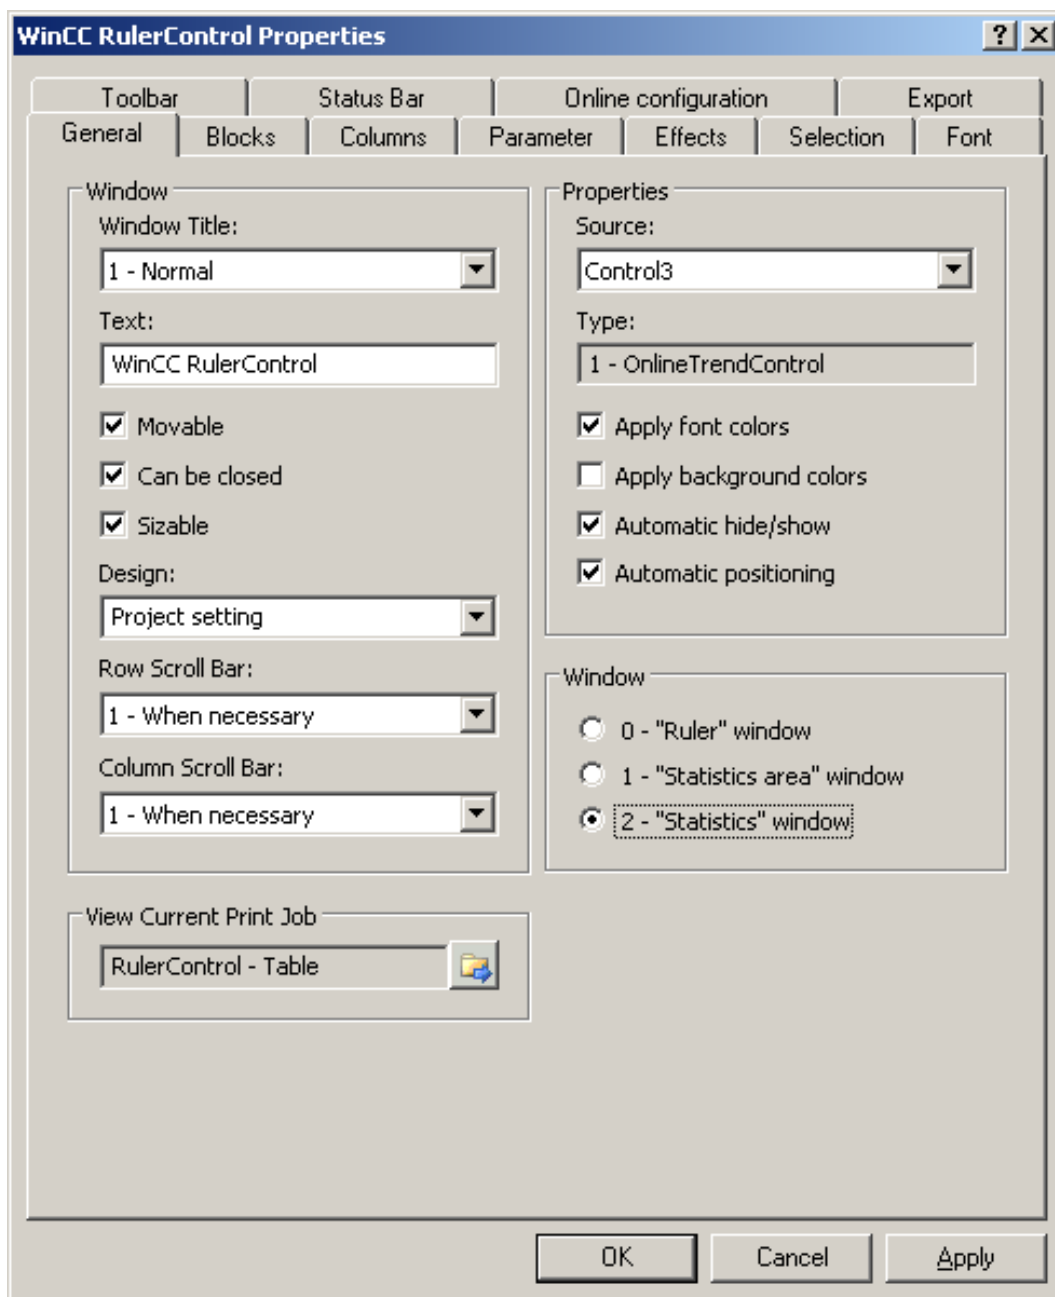 WinCC RulerControl Properties
Toolbar Status Bar Online configuration Export
General Blocks Columns Parameter Effects Selection Font
Window
Window Title:
1 - Normal
Text:
WinCC RulerControl
Movable
Can be closed
Sizable
Design:
Project setting
Row Scroll Bar:
1 - When necessary
Column Scroll Bar:
1 - When necessary
View Current Print Job
RulerControl - Table
Properties
Source:
Control3
Type:
1 - OnlineTrendControl
Apply font colors
Apply background colors
Automatic hide/show
Automatic positioning
Window
0 - "Ruler" window
1 - "Statistics area" window
2 - "Statistics" window
OK Cancel Apply